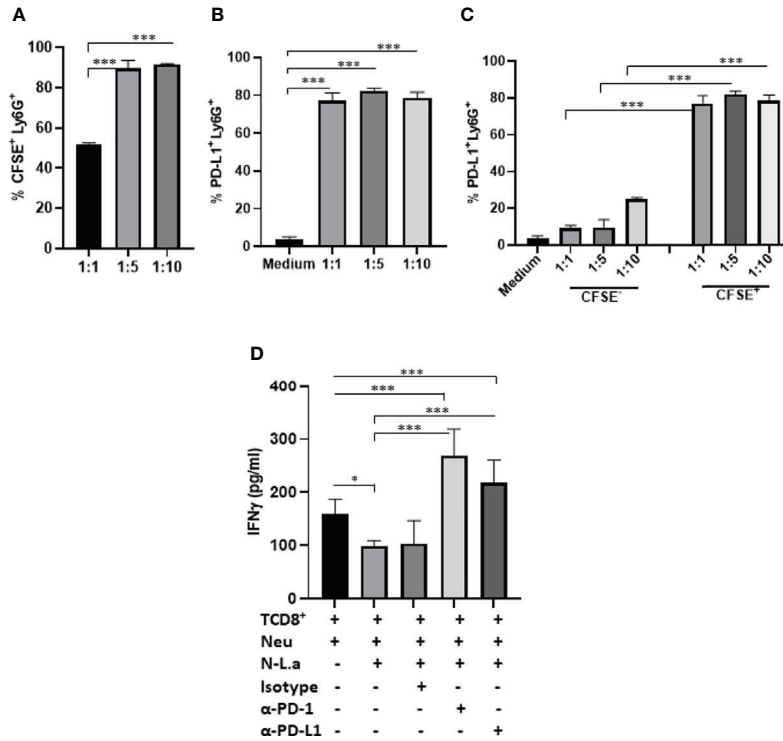 A
% CFSE⁺ Ly6G⁺
100
80
60
40
20
0
***
***
1:1 1:5 1:10
B
% PD-L1⁺Ly6G⁺
100
80
60
40
20
0
***
***
***
Medium 1:1 1:5 1:10
C
% PD-L1⁺Ly6G⁺
100
80
60
40
20
0
***
***
***
Medium 1:1 1:5 1:10 1:1 1:5 1:10
CFSE⁻ CFSE⁺
D
IFNγ (pg/ml)
400
300
200
100
0
***
***
***
***
*
TCD8⁺ + + + + +
Neu + + + + +
N-L.a - + + + +
Isotype - - + - -
α-PD-1 - - - + -
α-PD-L1 - - - - +